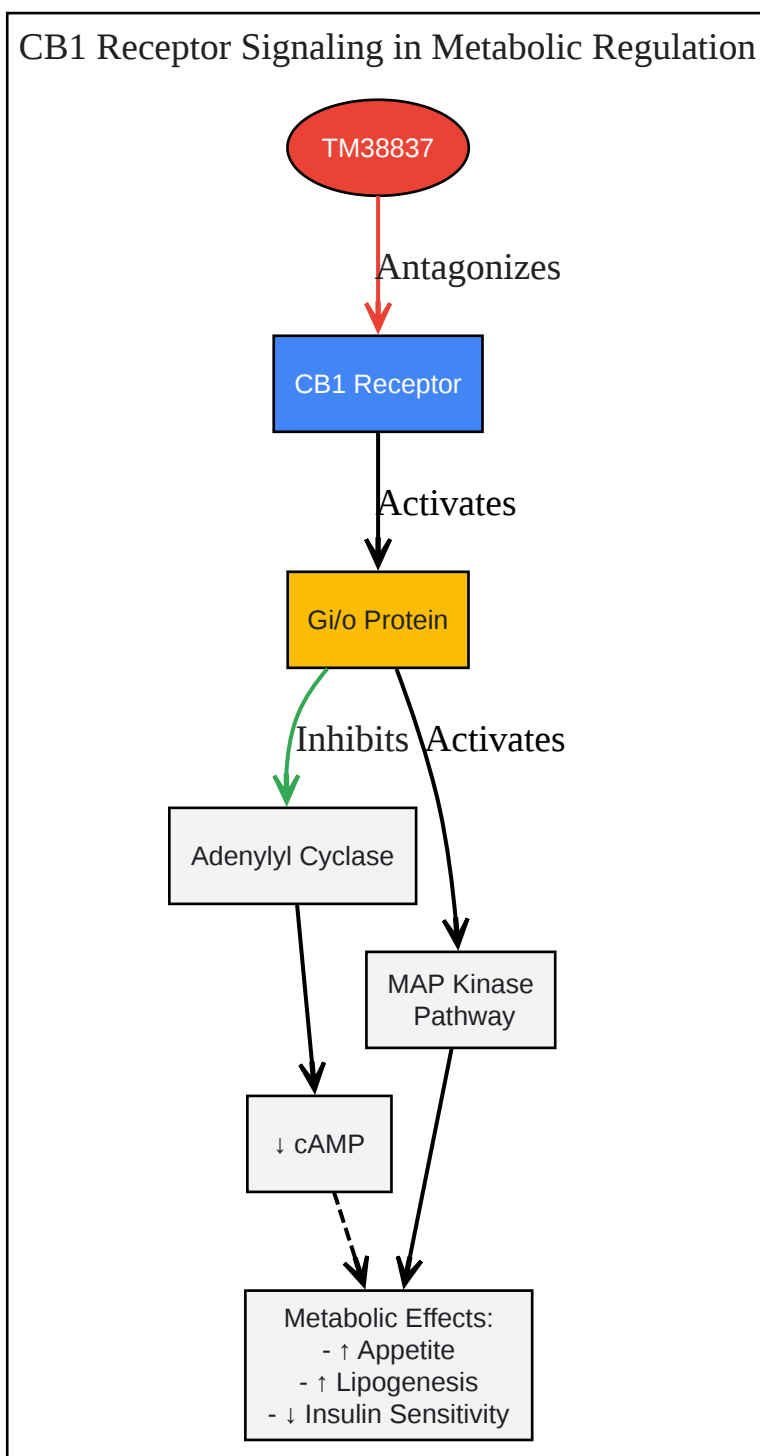 CB1 Receptor Signaling in Metabolic Regulation
TM38837
Antagonizes
CB1 Receptor
Activates
Gi/o Protein
Inhibits
Activates
Adenylyl Cyclase
MAP Kinase
Pathway
↓ cAMP
Metabolic Effects:
- ↑ Appetite
- ↑ Lipogenesis
- ↓ Insulin Sensitivity